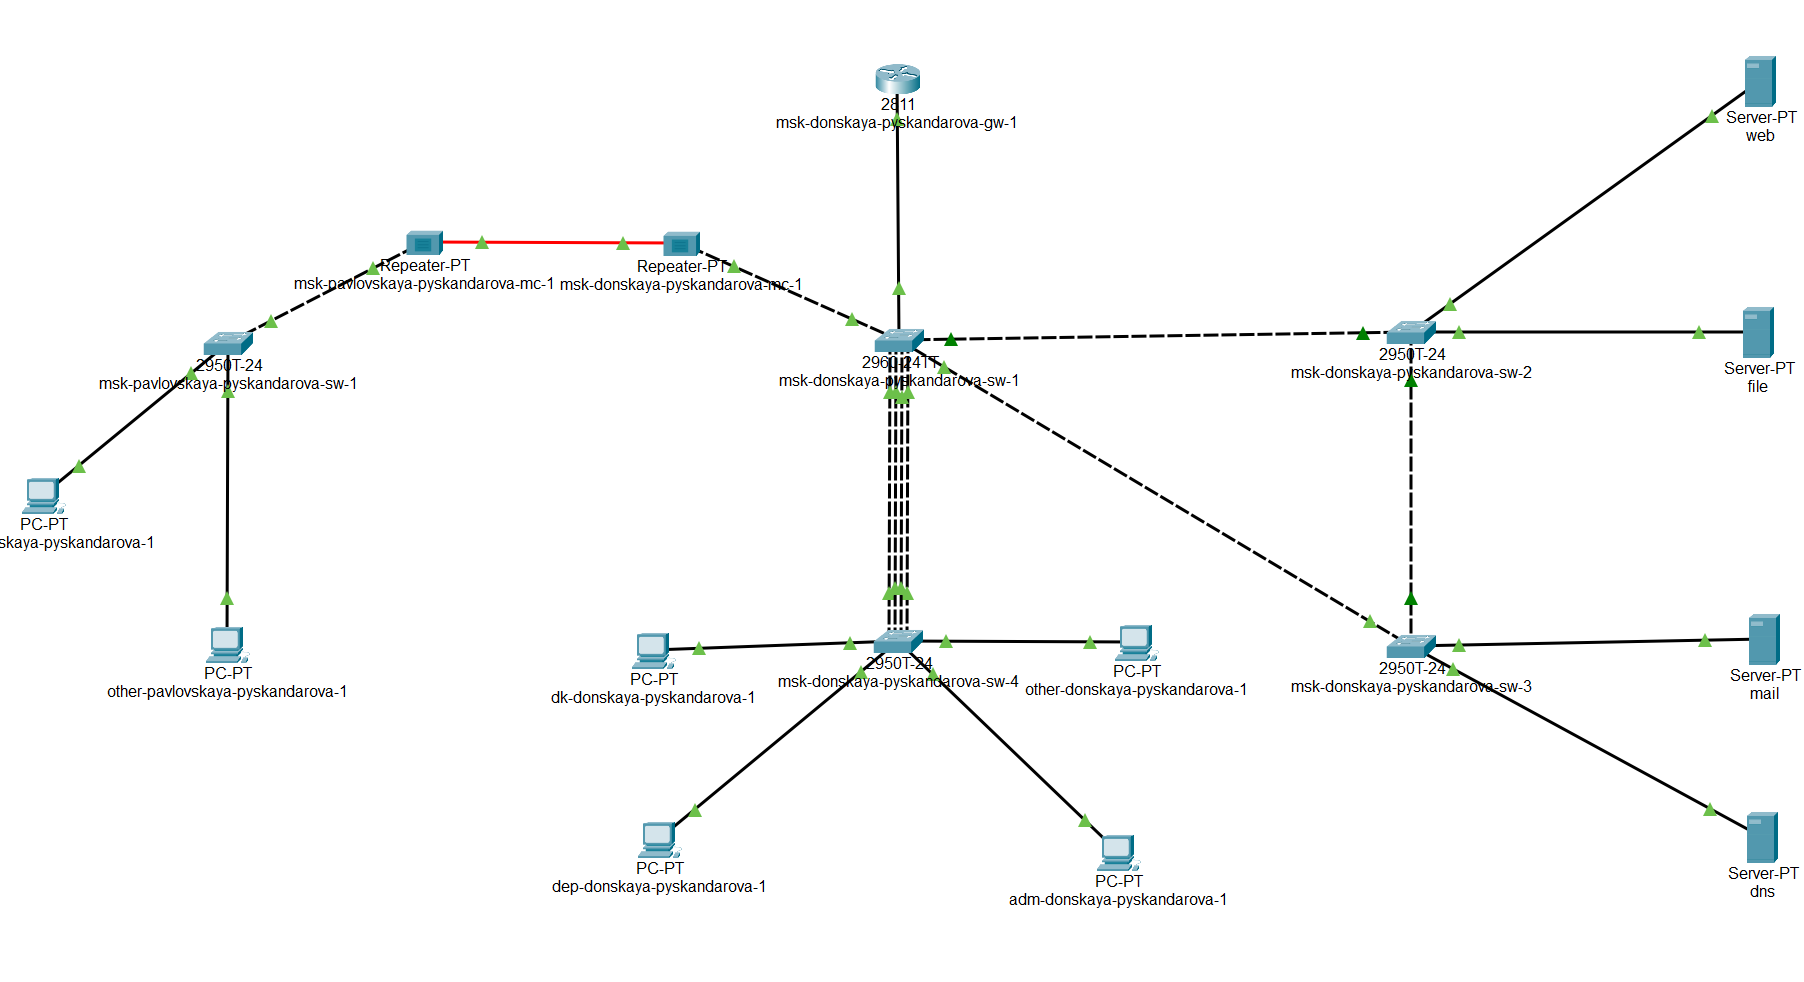 2811
msk-donskaya-pyskandarova-gw-1
Server-PT
web
Repeater-PT
msk-pavlovskaya-pyskandarova-mc-1
Repeater-PT
msk-donskaya-pyskandarova-mc-1
2950T-24
msk-pavlovskaya-pyskandarova-sw-1
2960-24TT
msk-donskaya-pyskandarova-sw-1
2950T-24
msk-donskaya-pyskandarova-sw-2
Server-PT
file
PC-PT
skaya-pyskandarova-1
PC-PT
other-pavlovskaya-pyskandarova-1
PC-PT
dk-donskaya-pyskandarova-1
2950T-24
msk-donskaya-pyskandarova-sw-4
PC-PT
other-donskaya-pyskandarova-1
2950T-24
msk-donskaya-pyskandarova-sw-3
Server-PT
mail
PC-PT
dep-donskaya-pyskandarova-1
PC-PT
adm-donskaya-pyskandarova-1
Server-PT
dns